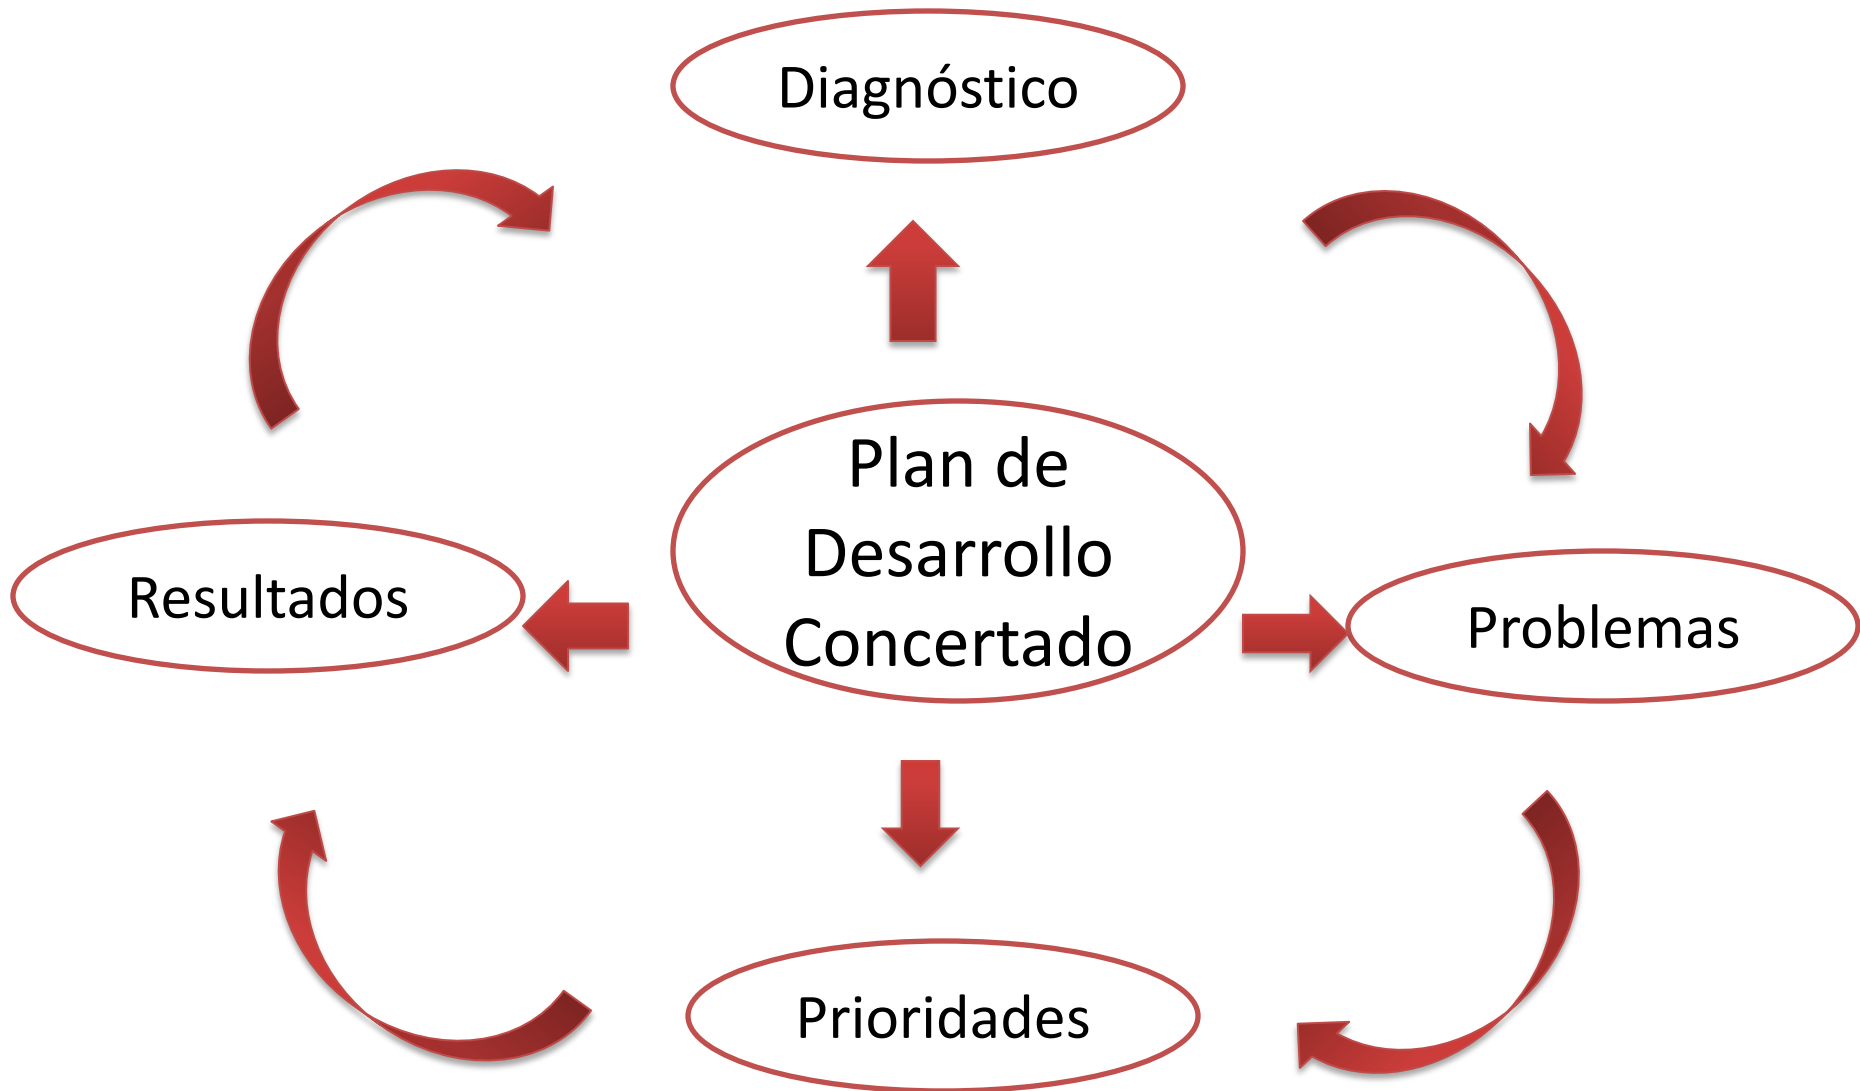 Diagnóstico
Plan de
Desarrollo
Concertado
Resultados
Problemas
Prioridades